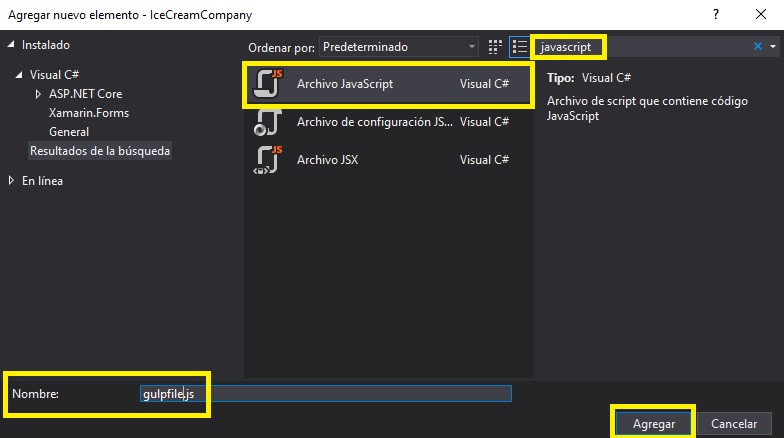 Agregar nuevo elemento - IceCreamCompany
? ×
Instalado
Ordenar por: Predeterminado
javascript
Visual C#
ASP.NET Core
Xamarin.Forms
General
Resultados de la búsqueda
En línea
Archivo JavaScript Visual C#
Archivo de configuración JS... Visual C#
Archivo JSX Visual C#
Tipo: Visual C#
Archivo de script que contiene código
JavaScript
Nombre: gulpfile.js
Agregar Cancelar